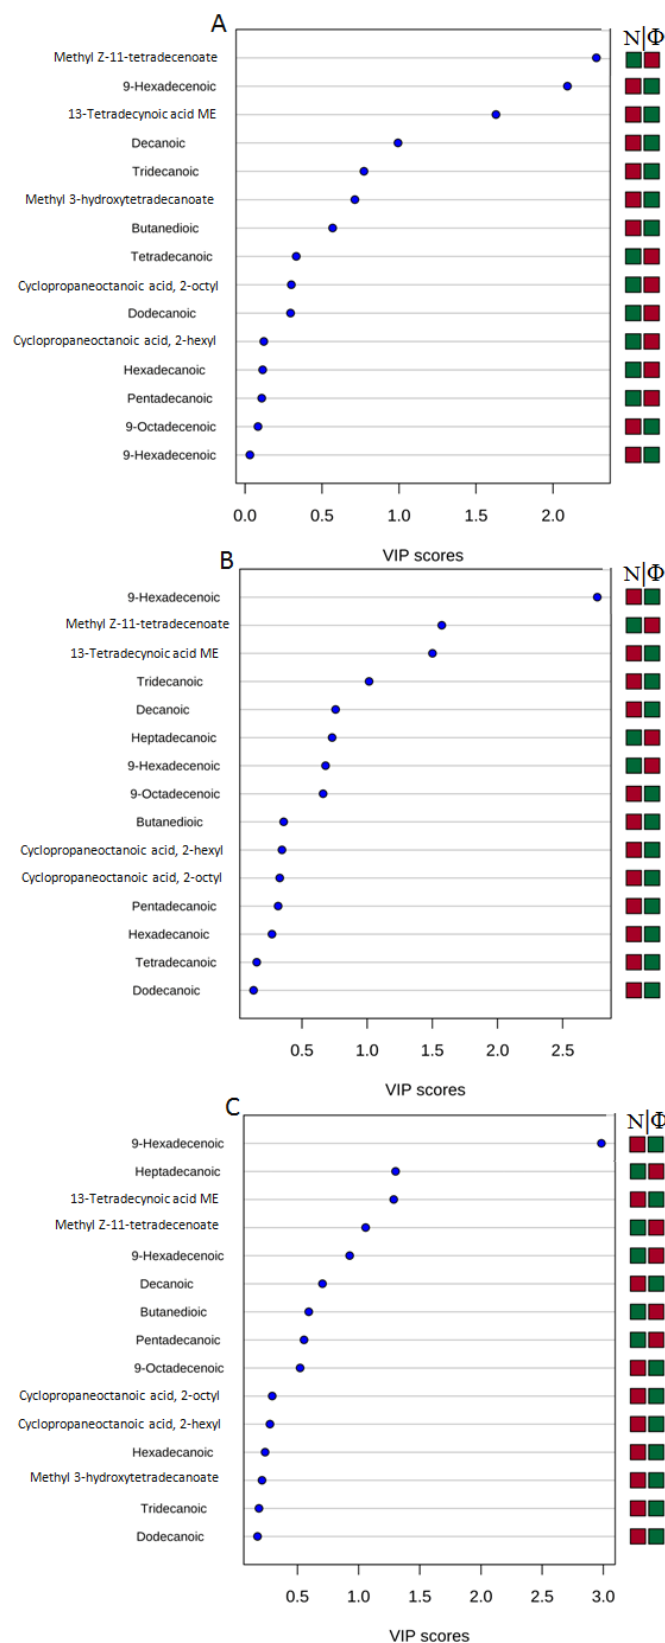 A
N|Φ
Methyl Z-11-tetradecenoate
9-Hexadecenoic
13-Tetradecynoic acid ME
Decanoic
Tridecanoic
Methyl 3-hydroxytetradecanoate
Butanedioic
Tetradecanoic
Cyclopropaneoctanoic acid, 2-octyl
Dodecanoic
Cyclopropaneoctanoic acid, 2-hexyl
Hexadecanoic
Pentadecanoic
9-Octadecenoic
9-Hexadecenoic
0.0 0.5 1.0 1.5 2.0
VIP scores
B
N|Φ
9-Hexadecenoic
Methyl Z-11-tetradecenoate
13-Tetradecynoic acid ME
Tridecanoic
Decanoic
Heptadecanoic
9-Hexadecenoic
9-Octadecenoic
Butanedioic
Cyclopropaneoctanoic acid, 2-hexyl
Cyclopropaneoctanoic acid, 2-octyl
Pentadecanoic
Hexadecanoic
Tetradecanoic
Dodecanoic
0.5 1.0 1.5 2.0 2.5
VIP scores
C
N|Φ
9-Hexadecenoic
Heptadecanoic
13-Tetradecynoic acid ME
Methyl Z-11-tetradecenoate
9-Hexadecenoic
Decanoic
Butanedioic
Pentadecanoic
9-Octadecenoic
Cyclopropaneoctanoic acid, 2-octyl
Cyclopropaneoctanoic acid, 2-hexyl
Hexadecanoic
Methyl 3-hydroxytetradecanoate
Tridecanoic
Dodecanoic
0.5 1.0 1.5 2.0 2.5 3.0
VIP scores